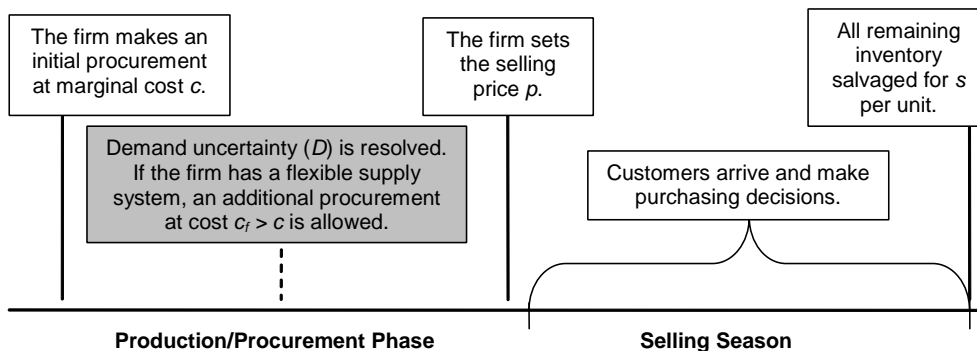 The firm makes an
initial procurement
at marginal cost c.
Demand uncertainty (D) is resolved.
If the firm has a flexible supply
system, an additional procurement
at cost cf > c is allowed.
The firm sets
the selling
price p.
Customers arrive and make
purchasing decisions.
All remaining
inventory
salvaged for s
per unit.
Production/Procurement Phase
Selling Season